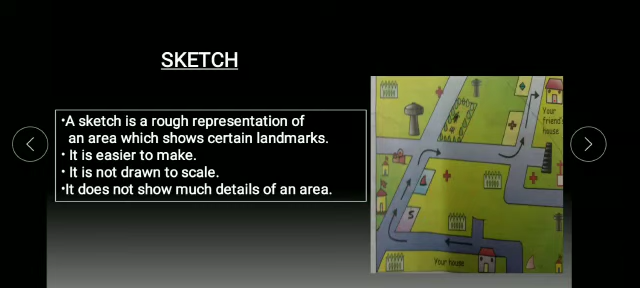 SKETCH
•A sketch is a rough representation of
an area which shows certain landmarks.
• It is easier to make.
• It is not drawn to scale.
•It does not show much details of an area.
Your
friend's
house
S
Your house